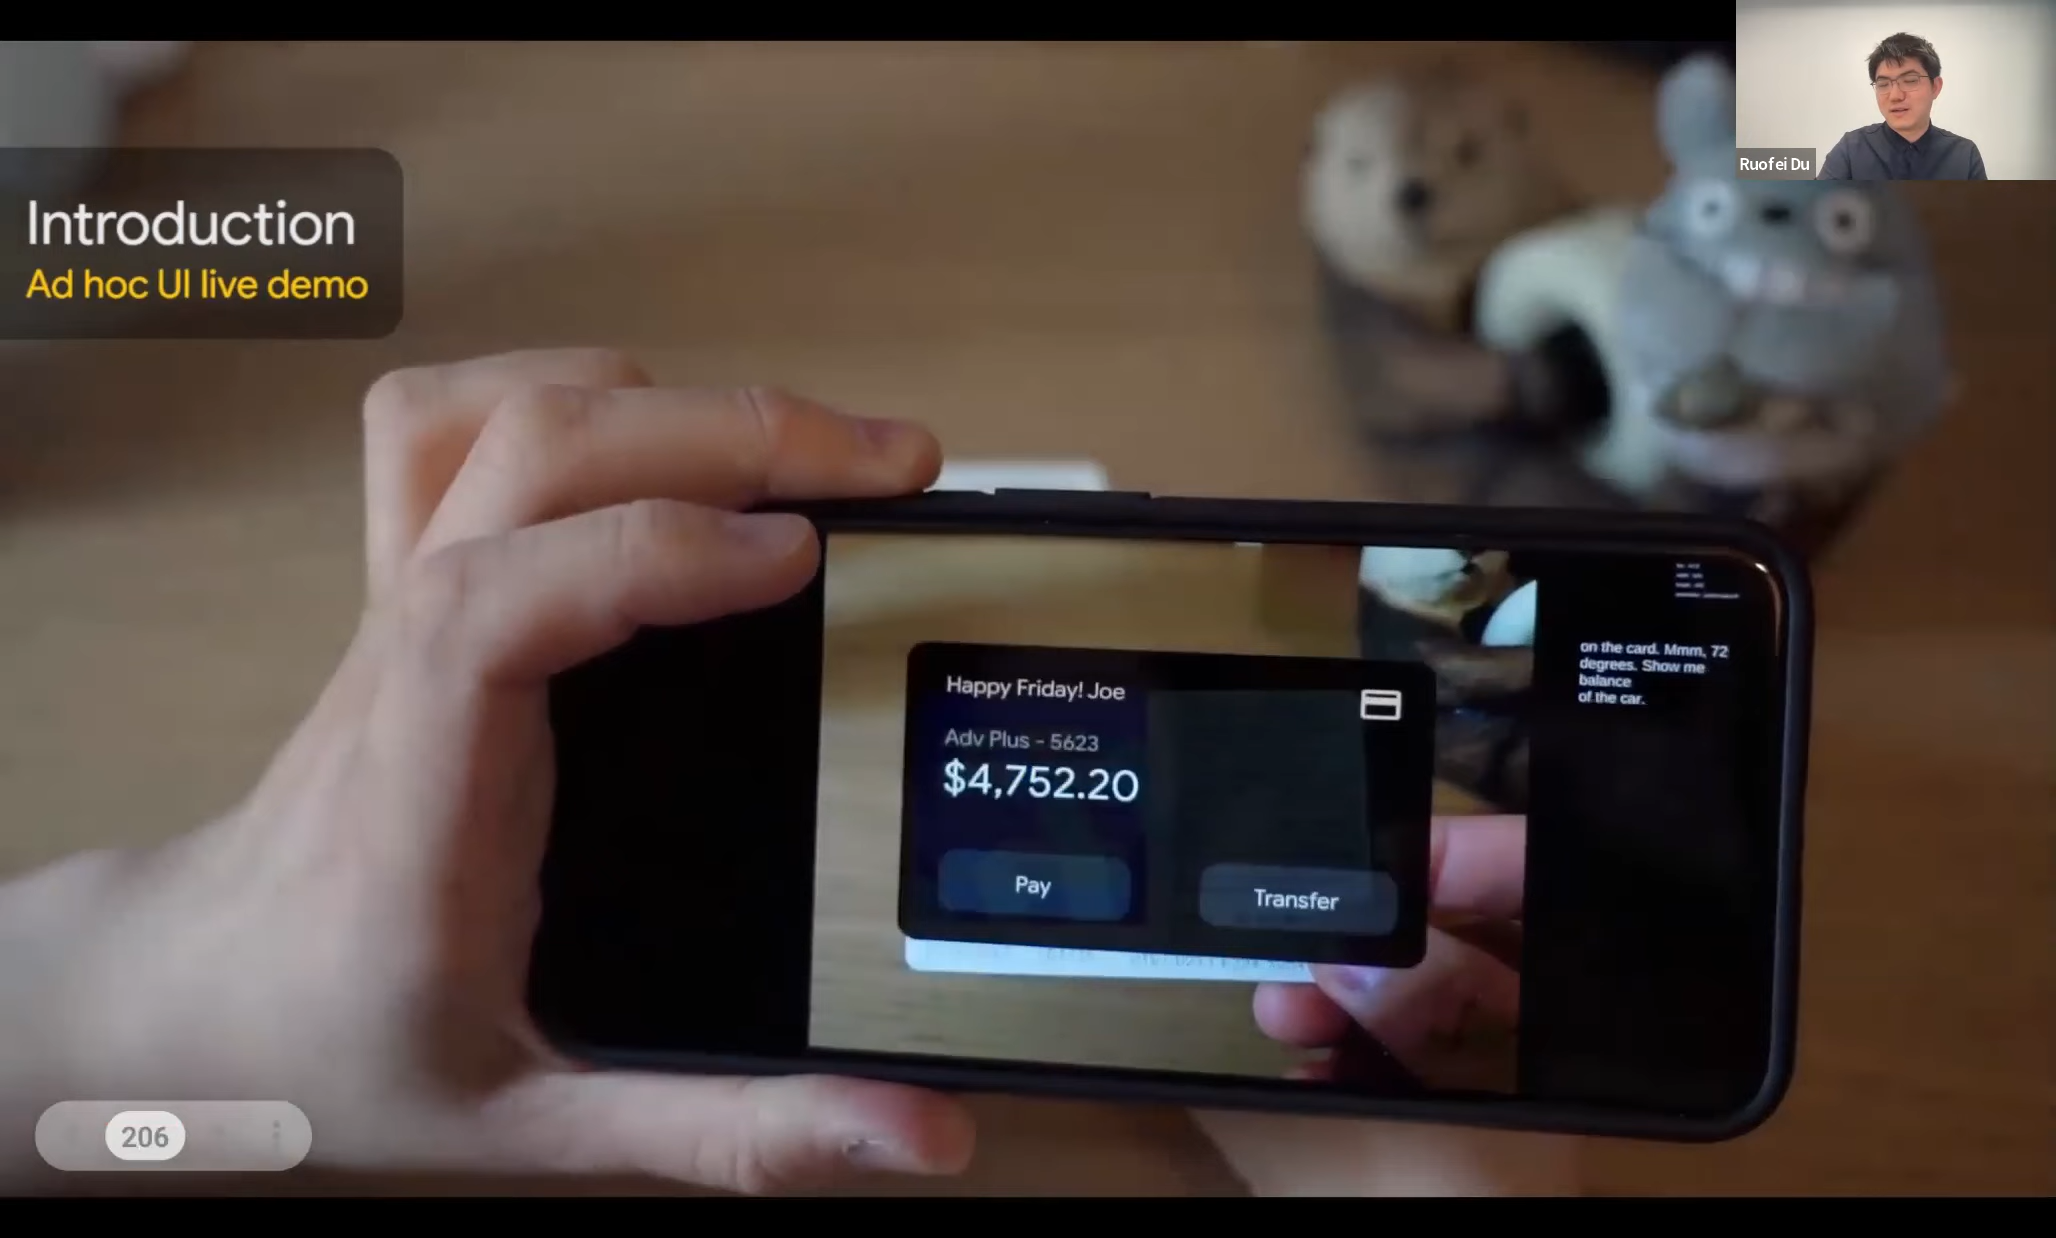 Ruofei Du
Introduction
Ad hoc UI live demo
on the card. Mmm, 72
degrees. Show me
balance
of the car.
Happy Friday! Joe
Adv Plus - 5623
$4,752.20
Pay
Transfer
206